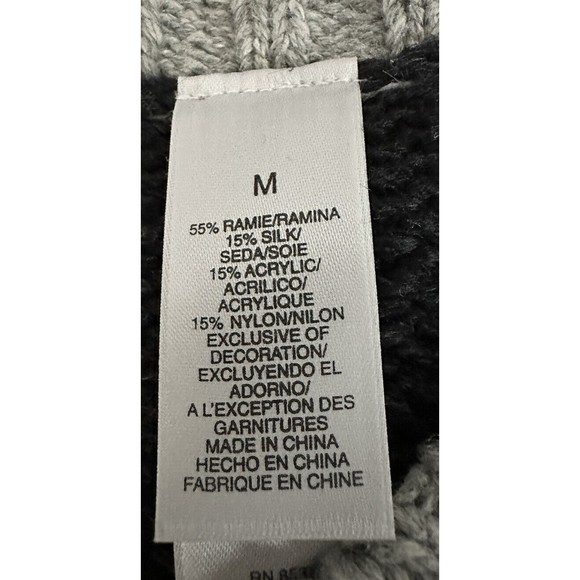 M
55% RAMIE/RAMINA
15% SILK/
SEDA/SOIE
15% ACRYLIC/
ACRILICO/
ACRYLIQUE
15% NYLON/NILON
EXCLUSIVE OF
DECORATION/
EXCLUYENDO EL
ADORNO/
A L'EXCEPTION DES
GARNITURES
MADE IN CHINA
HECHO EN CHINA
FABRIQUE EN CHINE
RN